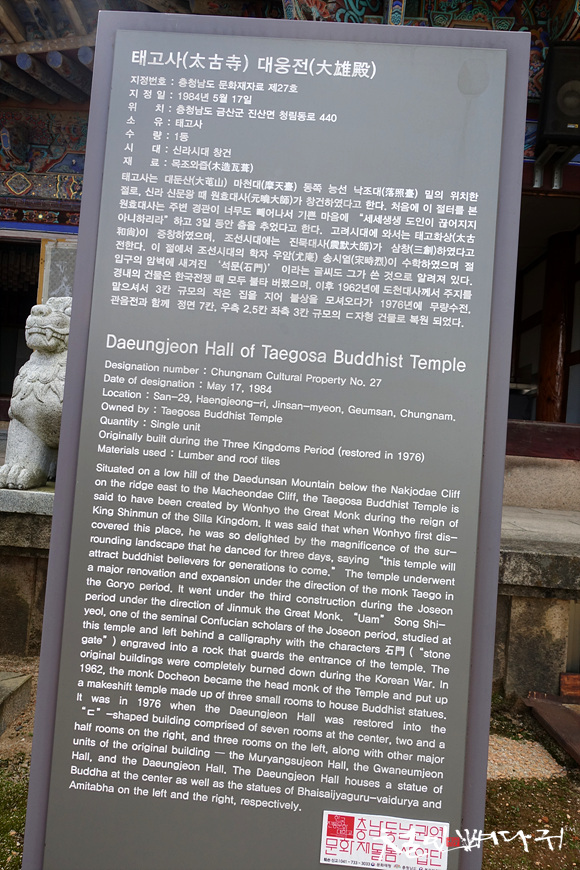 태고사(太古寺) 대웅전(大雄殿)
지정번호 : 충청남도 문화재자료 제27호
지 정 일 : 1984년 5월 17일
위 치 : 충청남도 금산군 진산면 청림동로 440
소 유 : 태고사
수 량 : 1동
시 대 : 신라시대 창건
재 료 : 목조와즙(木造瓦葺)
태고사는 대둔산(大芚山) 마천대(摩天臺) 동쪽 능선 낙조대(落照臺) 밑의 위치한
절로, 신라 신문왕 때 원효대사(元曉大師)가 창건하였다고 한다. 처음에 이 절터를 본
원효대사는 주변 경관이 너무도 빼어나서 기쁜 마음에 “세세생생 도인이 끊어지지
아니하리라”하고 3일 동안 춤을 추었다고 한다. 고려시대에 와서는 태고화상(太古
和尙)이 중창하였으며, 조선시대에는 진묵대사(震默大師)가 삼창(三創)하였다고
전한다. 이 절에서 조선시대의 학자 우암(尤庵) 송시열(宋時烈)이 수학하였으며 절
입구의 암벽에 새겨진 ‘석문(石門)’ 이라는 글씨도 그가 쓴 것으로 알려져 있다.
경내의 건물은 한국전쟁 때 모두 불타 버렸으며, 이후 1962년에 도천대사께서 주지를
맡으셔서 3칸 규모의 작은 집을 지어 불상을 모셔오다가 1976년에 무량수전,
관음전과 함께 정면 7칸, 우측 2.5칸 좌측 3칸 규모의 ㄷ자형 건물로 복원 되었다.
Daeungjeon Hall of Taegosa Buddhist Temple
Designation number : Chungnam Cultural Property No. 27
Date of designation : May 17, 1984
Location : San-29, Haengjeong-ri, Jinsan-myeon, Geumsan, Chungnam.
Owned by : Taegosa Buddhist Temple
Quantity : Single unit
Originally built during the Three Kingdoms Period (restored in 1976)
Materials used : Lumber and roof tiles
Situated on a low hill of the Daedunsan Mountain below the Nakjodae Cliff
on the ridge east to the Macheondae Cliff, the Taegosa Buddhist Temple is
said to have been created by Wonhyo the Great Monk during the reign of
King Shinmun of the Silla Kingdom. It was said that when Wonhyo first dis-
covered this place, he was so delighted by the magnificence of the sur-
rounding landscape that he danced for three days, saying “this temple will
attract buddhist believers for generations to come.” The temple underwent
a major renovation and expansion under the direction of the monk Taego in
the Goryo period. It went under the third construction during the Joseon
period under the direction of Jinmuk the Great Monk. “Uam” Song Shi-
yeol, one of the seminal Confucian scholars of the Joseon period, studied at
this temple and left behind a calligraphy with the characters 石門 (“stone
gate”) engraved into a rock that guards the entrance of the temple. The
original buildings were completely burned down during the Korean War. In
1962, the monk Docheon became the head monk of the Temple and put up
a makeshift temple made up of three small rooms to house Buddhist statues.
It was in 1976 when the Daeungjeon Hall was restored into the
“ㄷ”-shaped building comprised of seven rooms at the center, two and a
half rooms on the right, and three rooms on the left, along with other major
units of the original building — the Muryangsujeon Hall, the Gwaneumjeon
Hall, and the Daeungjeon Hall. The Daeungjeon Hall houses a statue of
Buddha at the center as well as the statues of Bhaisaijyaguru-vaidurya and
Amitabha on the left and the right, respectively.
충남동남권역
문화재돌봄사업단